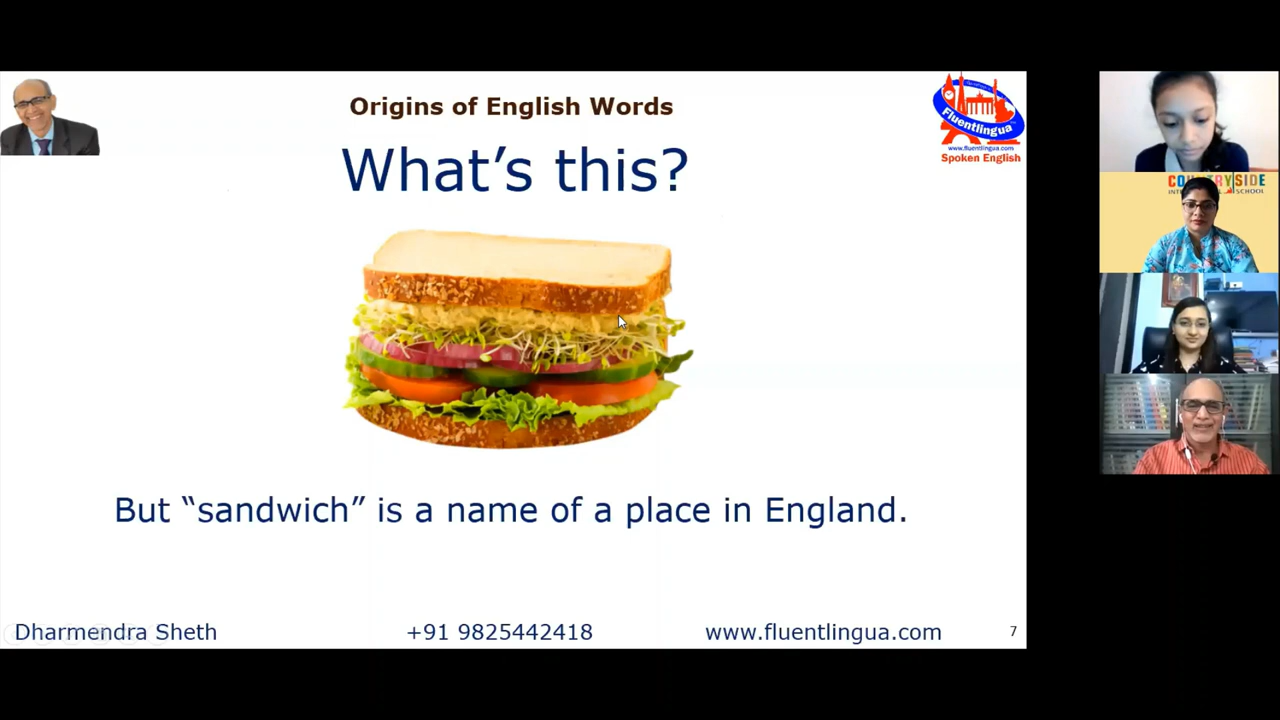 Origins of English Words
What's this?
Fluentlingua
www.fluentlingua.com
Spoken English
COUNTRYSIDE
SCHOOL
But “sandwich” is a name of a place in England.
Dharmendra Sheth
+91 9825442418
www.fluentlingua.com
7